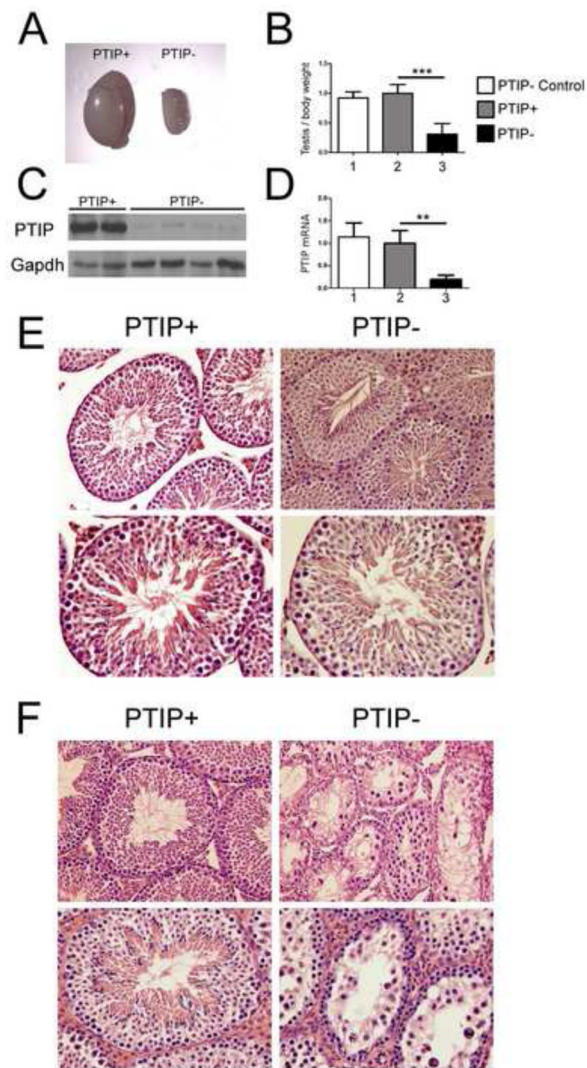 A
PTIP+ PTIP-
B
Testis / body weight
1.5
1.0
0.5
0.0
***
1 2 3
PTIP- Control
PTIP+
PTIP-
C
PTIP+ PTIP-
PTIP
Gapdh
D
PTIP mRNA
2.0
1.5
1.0
0.5
0.0
**
1 2 3
E
PTIP+ PTIP-
F
PTIP+ PTIP-